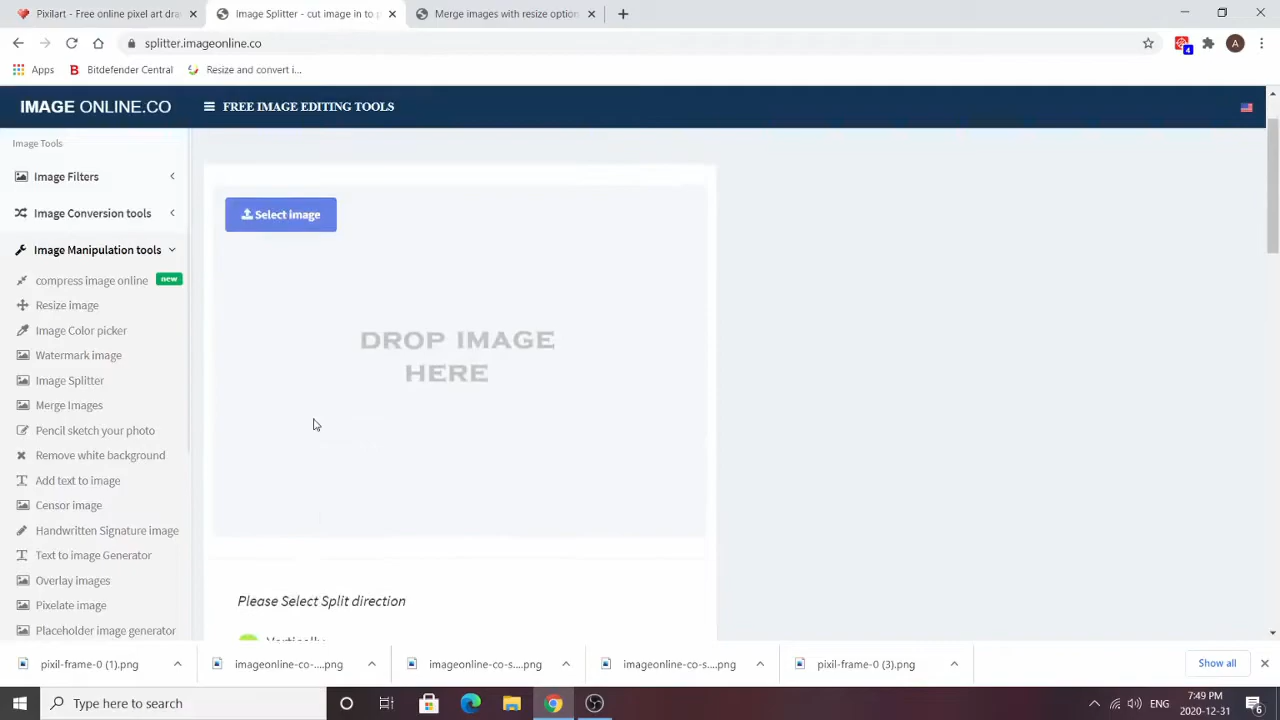 Pixilart - Free online pixel art dra
Image Splitter - cut image in to p
Merge images with resize option
splitter.imageonline.co
4
A
Apps
Bitdefender Central
Resize and convert i...
IMAGE ONLINE.CO
FREE IMAGE EDITING TOOLS
Image Tools
Image Filters
Image Conversion tools
Image Manipulation tools
compress image online new
Resize image
Image Color picker
Watermark image
Image Splitter
Merge Images
Pencil sketch your photo
Remove white background
Add text to image
Censor image
Handwritten Signature image
Text to image Generator
Overlay images
Pixelate image
Placeholder image generator
Select image
DROP IMAGE
HERE
Please Select Split direction
Vertically
pixil-frame-0 (1).png
imageonline-co-....png
imageonline-co-s....png
imageonline-co-s....png
pixil-frame-0 (3).png
Show all
Type here to search
ENG
7:49 PM
2020-12-31
6